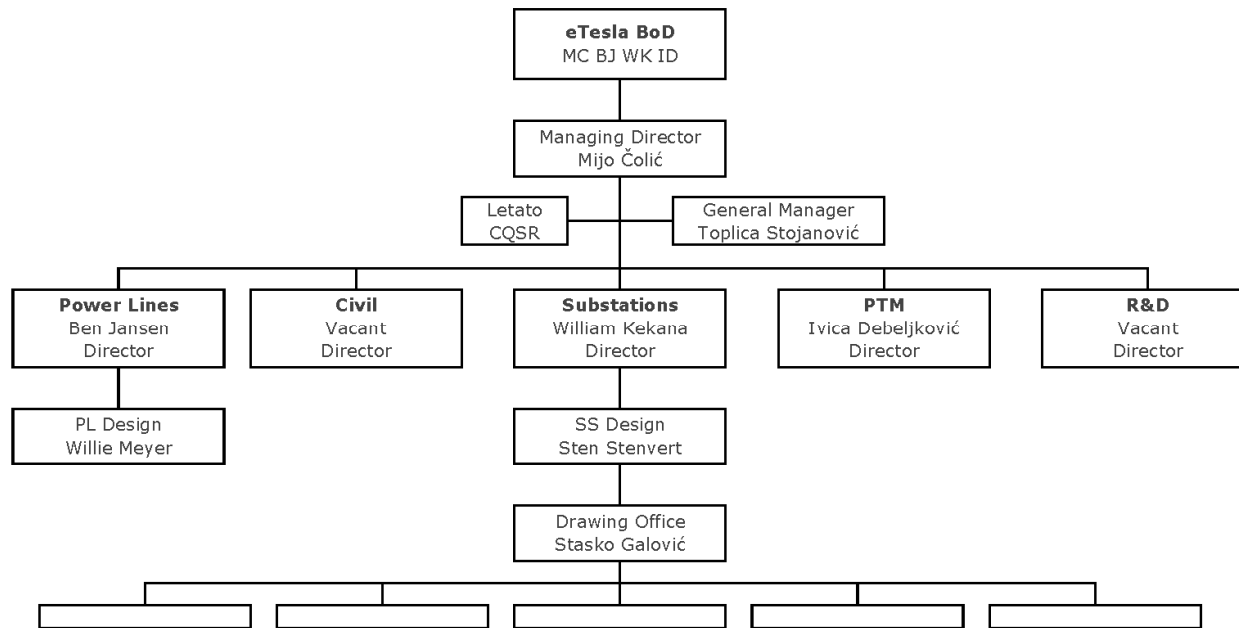 eTesla BoD
MC BJ WK ID
Managing Director
Mijo Čolić
Letato
CQSR
General Manager
Toplica Stojanović
Power Lines
Ben Jansen
Director
Civil
Vacant
Director
Substations
William Kekana
Director
PTM
Ivica Debeljković
Director
R&D
Vacant
Director
PL Design
Willie Meyer
SS Design
Sten Stenvert
Drawing Office
Stasko Galović